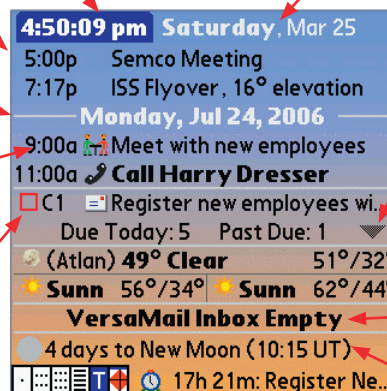 4:50:09 pm Saturday, Mar 25
5:00p Semco Meeting
7:17p ISS Flyover, 16° elevation
Monday, Jul 24, 2006
9:00a Meet with new employees
11:00a Call Harry Dresser
C1 Register new employees wi..
Due Today: 5 Past Due: 1
(Atlan) 49° Clear 51°/32°
Sunn 56°/34° Sunn 62°/44°
VersaMail Inbox Empty
4 days to New Moon (10:15 UT)
T 17h 21m: Register Ne..